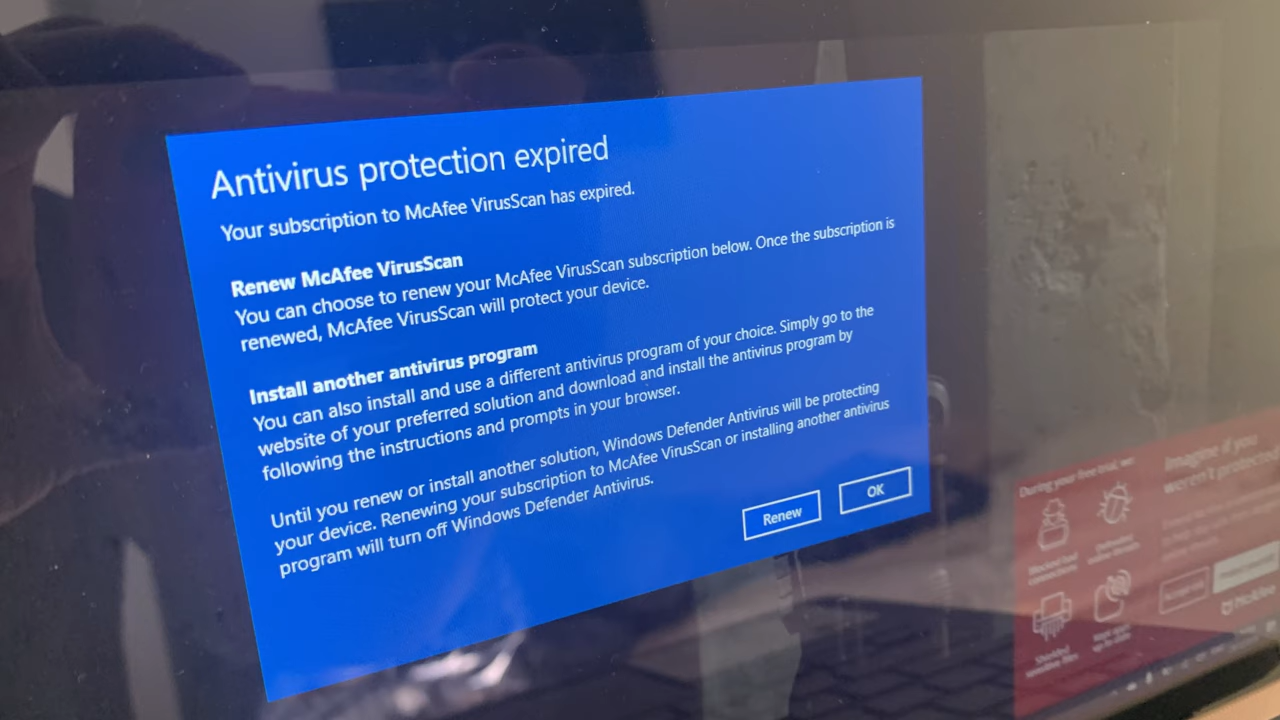 Antivirus protection expired
Your subscription to McAfee VirusScan has expired.
Renew McAfee VirusScan
You can choose to renew your McAfee VirusScan subscription below. Once the subscription is
renewed, McAfee VirusScan will protect your device.
Install another antivirus program
You can also install and use a different antivirus program of your choice. Simply go to the
website of your preferred solution and download and install the antivirus program by
following the instructions and prompts in your browser.
Until you renew or install another solution, Windows Defender Antivirus will be protecting
your device. Renewing your subscription to McAfee VirusScan or installing another antivirus
program will turn off Windows Defender Antivirus.
Renew
OK
During your free trial, we:
Imagine if you
weren't protected
Shielded
sensitive files
McAfee